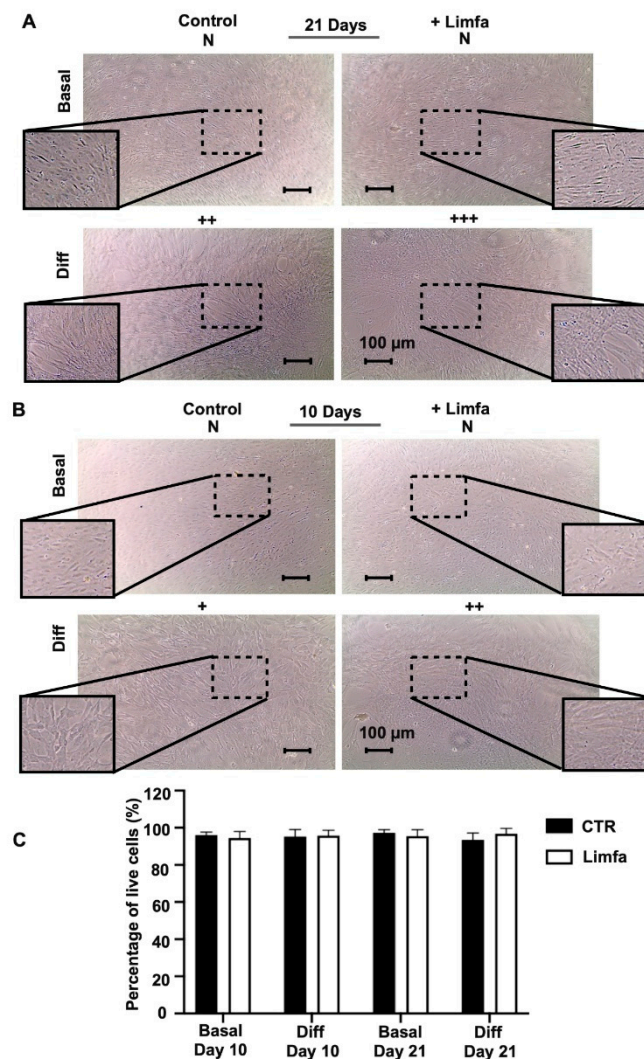 A
Control
21 Days
+ Limfa
N
N
Basal
++
+++
Diff
100 µm
B
Control
10 Days
+ Limfa
N
N
Basal
+
++
Diff
100 µm
C
Percentage of live cells (%)
120
100
80
60
40
20
0
CTR
Limfa
Basal Diff Basal Diff
Day 10 Day 10 Day 21 Day 21